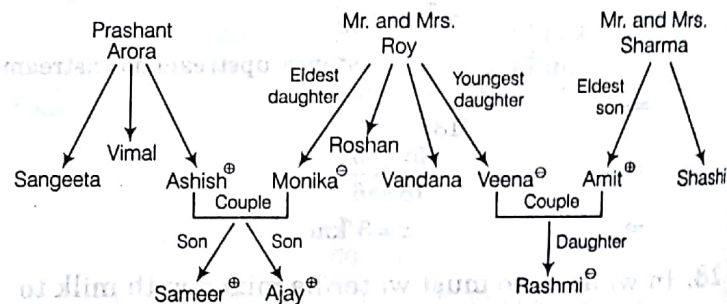 Prashant
Arora
Mr. and Mrs.
Roy
Mr. and Mrs.
Sharma
Eldest
daughter
Youngest
daughter
Eldest
son
Vimal
Roshan
Sangeeta
Ashish⊕
Monika⊖
Vandana
Veena⊖
Amit⊕
Shashi
Couple
Couple
Son
Son
Daughter
Sameer⊕
Ajay⊕
Rashmi⊖